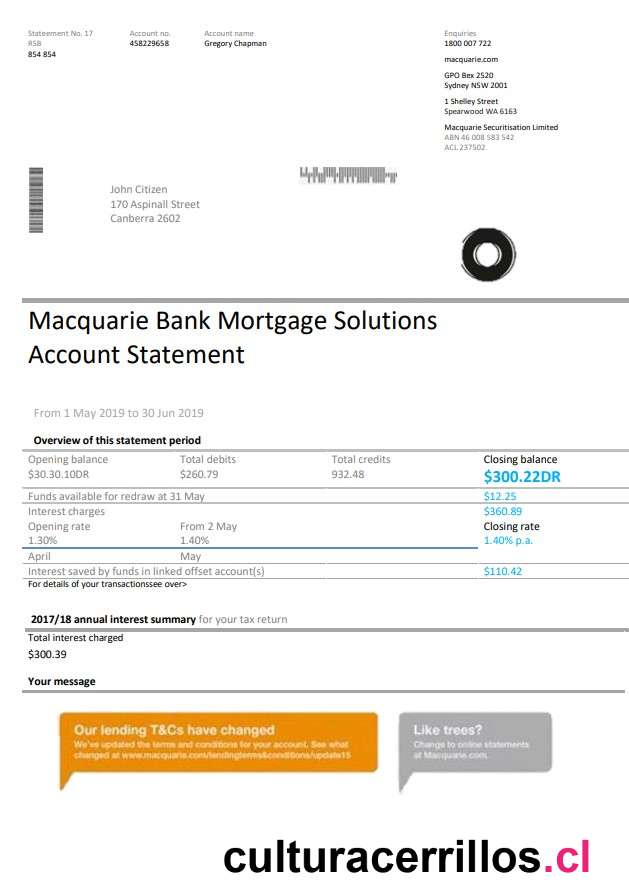 Stateement No. 17
RSB
854 854
Account no.
458229658
Account name
Gregory Chapman
Enquiries
1800 007 722
macquarie.com
GPO Bex 2520
Sydney NSW 2001
1 Shelley Street
Spearwood WA 6163
Macquarie Securitisation Limited
ABN 46 008 583 542
ACL 237502
John Citizen
170 Aspinall Street
Canberra 2602
Macquarie Bank Mortgage Solutions
Account Statement
From 1 May 2019 to 30 Jun 2019
Overview of this statement period
Opening balance Total debits Total credits Closing balance
$30.30.10DR $260.79 932.48 $300.22DR
Funds available for redraw at 31 May $12.25
Interest charges $360.89
Opening rate From 2 May Closing rate
1.30% 1.40% 1.40% p.a.
April May
Interest saved by funds in linked offset account(s) $110.42
For details of your transactionssee over>
2017/18 annual interest summary for your tax return
Total interest charged
$300.39
Your message
Our lending T&Cs have changed
We've updated the terms and conditions for your account. See what
changed at www.macquarie.com/lendingterms&conditions/update15
Like trees?
Change to online statements
at Macquarie.com.
culturacerrillos.cl